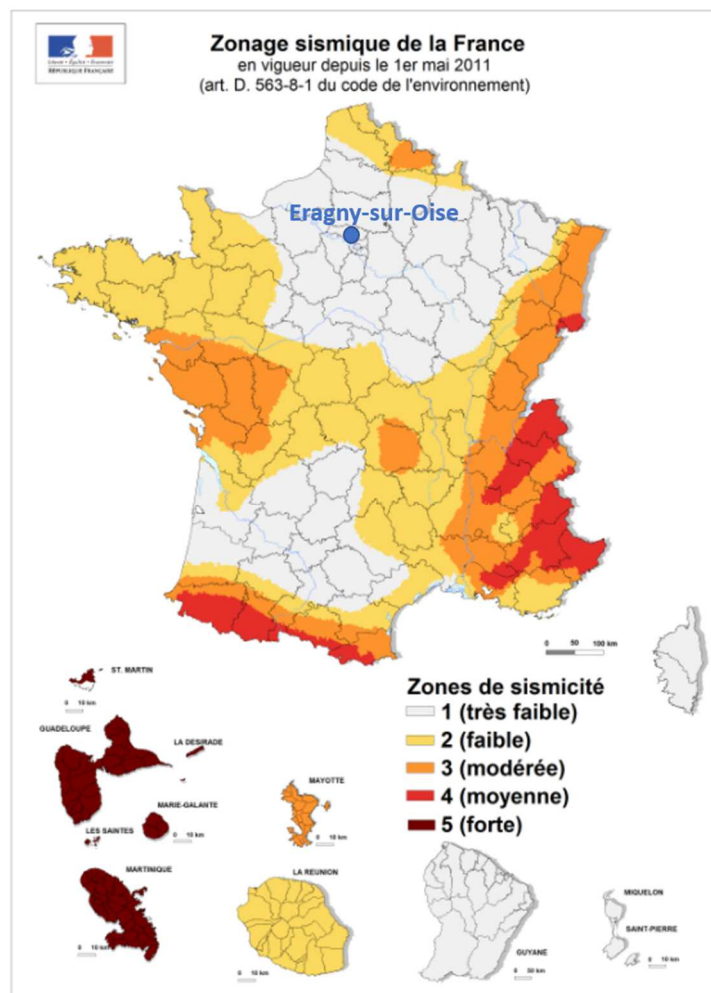 Liberté • Égalité • Fraternité
RÉPUBLIQUE FRANÇAISE
Zonage sismique de la France
en vigueur depuis le 1er mai 2011
(art. D. 563-8-1 du code de l'environnement)
Eragny-sur-Oise
0 50 100 km
ST. MARTIN
0 10 km
GUADELOUPE
LA DESIRADE
MARIE-GALANTE
LES SAINTES
0 10 km
MAYOTTE
0 10 km
Zones de sismicité
1 (très faible)
2 (faible)
3 (modérée)
4 (moyenne)
5 (forte)
MARTINIQUE
0 10 km
LA REUNION
0 10 km
GUYANE
0 50 km
MIQUELON
SAINT-PIERRE
0 10 km